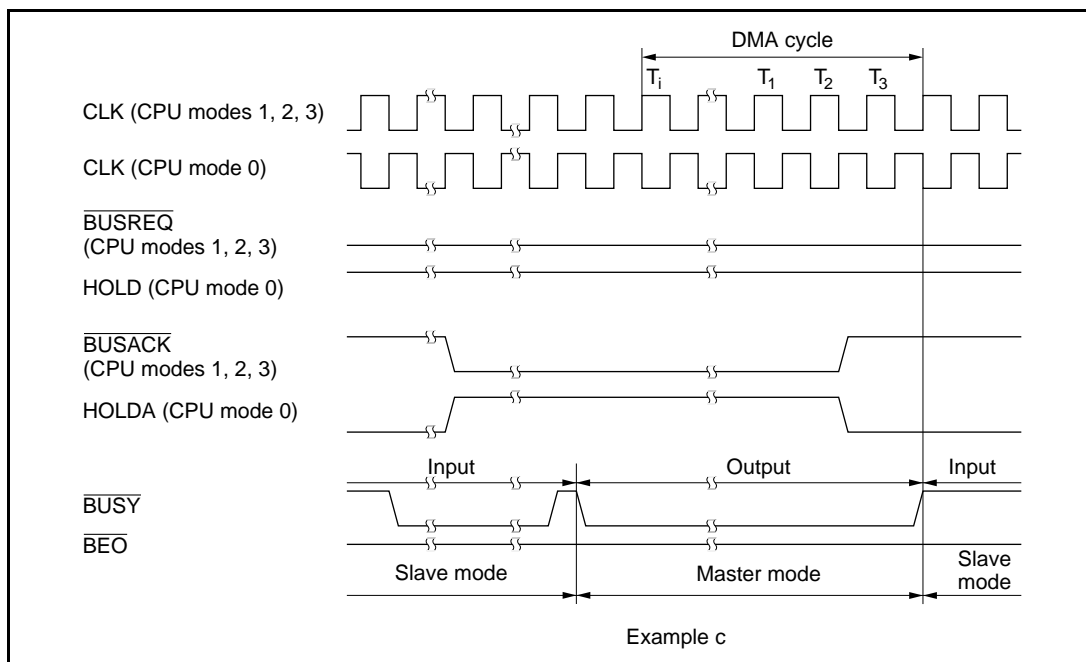 DMA cycle
Ti T1 T2 T3
CLK (CPU modes 1, 2, 3)
CLK (CPU mode 0)
BUSREQ
(CPU modes 1, 2, 3)
HOLD (CPU mode 0)
BUSACK
(CPU modes 1, 2, 3)
HOLDA (CPU mode 0)
Input Output Input
BUSY
BEO
Slave mode Master mode Slave
mode
Example c